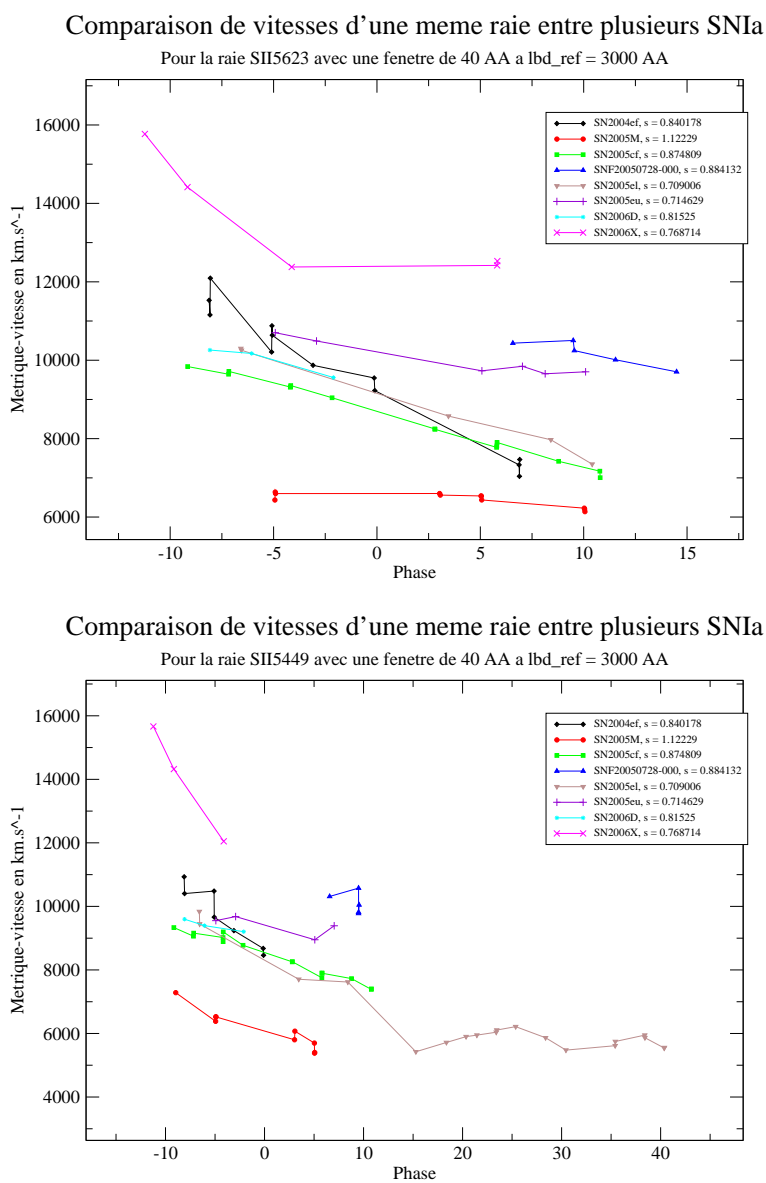 Comparaison de vitesses d'une meme raie entre plusieurs SNIa
Pour la raie SII5623 avec une fenetre de 40 AA a lbd_ref = 3000 AA
Metrique-vitesse en km.s^-1
16000
14000
12000
10000
8000
6000
SN2004ef, s = 0.840178
SN2005M, s = 1.12229
SN2005cf, s = 0.874809
SNF20050728-000, s = 0.884132
SN2005el, s = 0.709006
SN2005eu, s = 0.714629
SN2006D, s = 0.81525
SN2006X, s = 0.768714
-10 -5 0 5 10 15
Phase
Comparaison de vitesses d'une meme raie entre plusieurs SNIa
Pour la raie SII5449 avec une fenetre de 40 AA a lbd_ref = 3000 AA
Metrique-vitesse en km.s^-1
16000
14000
12000
10000
8000
6000
4000
SN2004ef, s = 0.840178
SN2005M, s = 1.12229
SN2005cf, s = 0.874809
SNF20050728-000, s = 0.884132
SN2005el, s = 0.709006
SN2005eu, s = 0.714629
SN2006D, s = 0.81525
SN2006X, s = 0.768714
-10 0 10 20 30 40
Phase